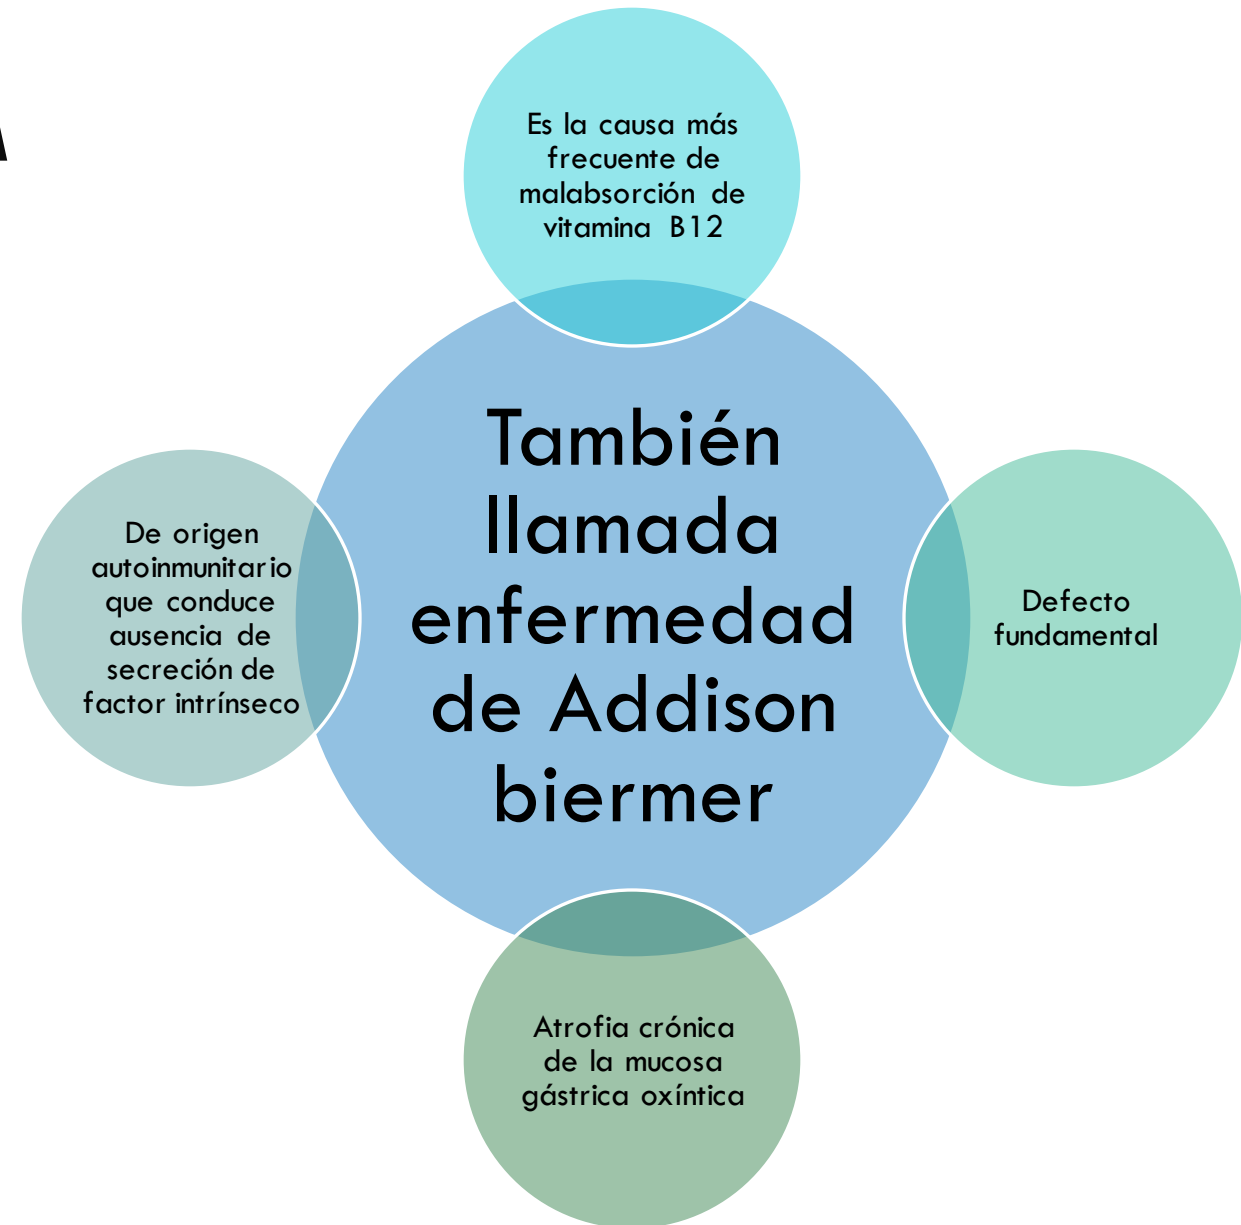 Es la causa más
frecuente de
malabsorción de
vitamina B12
También
llamada
enfermedad
de Addison
biermer
Defecto
fundamental
Atrofia crónica
de la mucosa
gástrica oxíntica
De origen
autoinmunitario
que conduce
ausencia de
secreción de
factor intrínseco